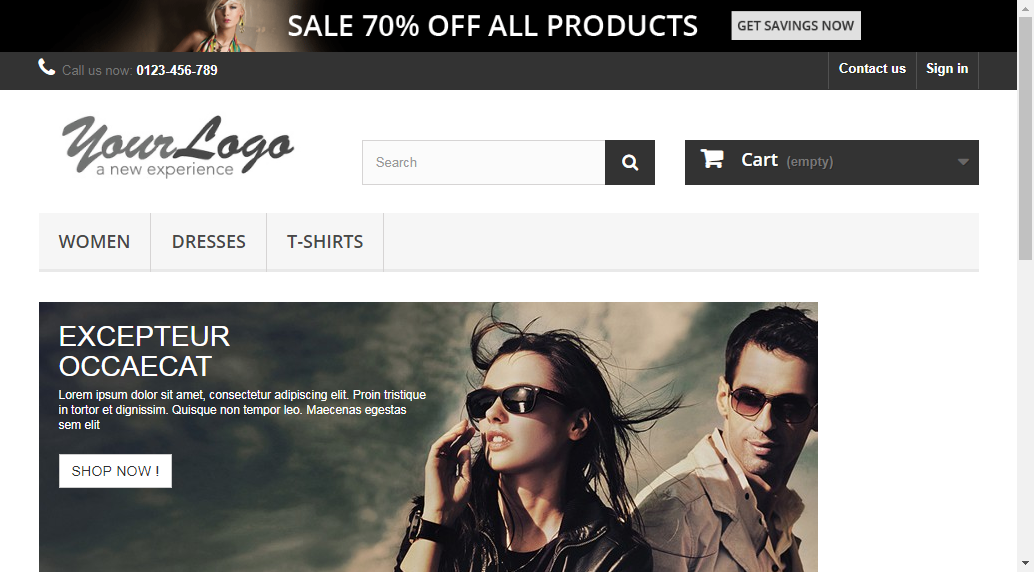 SALE 70% OFF ALL PRODUCTS GET SAVINGS NOW
Call us now: 0123-456-789 Contact us Sign in
YourLogo
a new experience
Search Cart (empty)
WOMEN DRESSES T-SHIRTS
EXCEPTEUR
OCCAECAT
Lorem ipsum dolor sit amet, consectetur adipiscing elit. Proin tristique
in tortor et dignissim. Quisque non tempor leo. Maecenas egestas
sem elit
SHOP NOW !